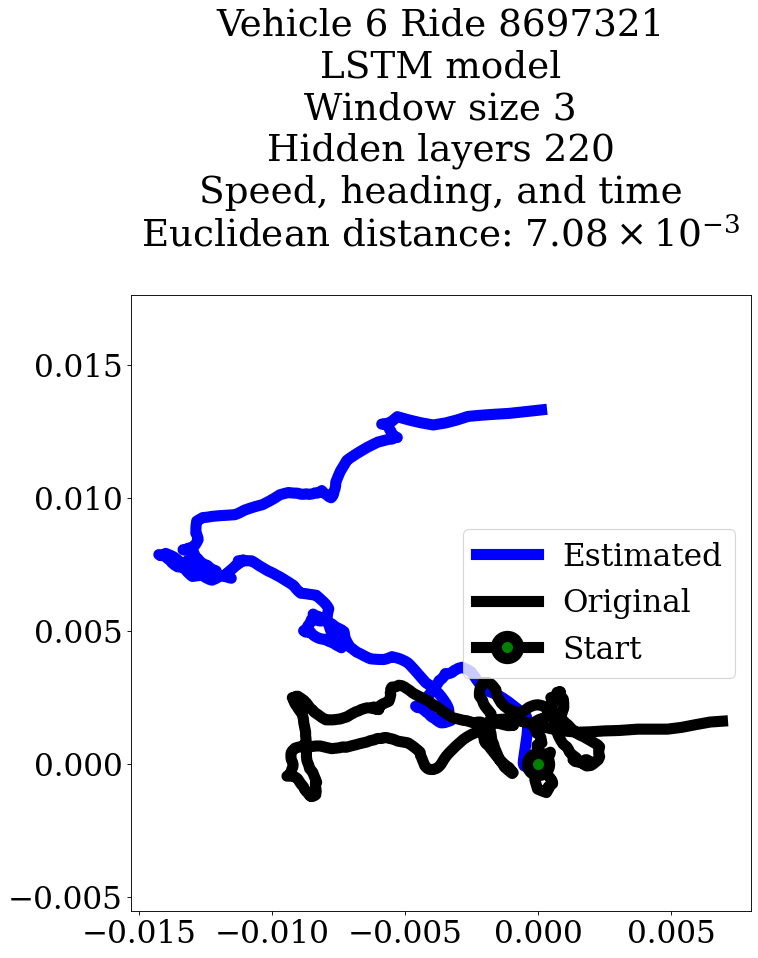 Vehicle 6 Ride 8697321
LSTM model
Window size 3
Hidden layers 220
Speed, heading, and time
Euclidean distance: 7.08 × 10⁻³
0.015
0.010
0.005
0.000
−0.005
Estimated
Original
Start
−0.015 −0.010 −0.005 0.000 0.005